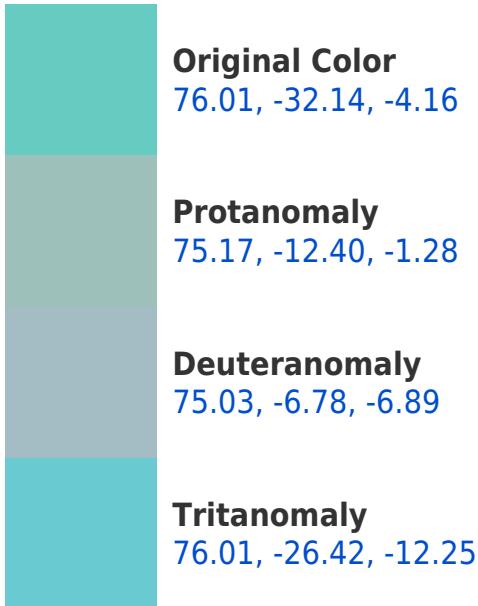 Original Color
76.01, -32.14, -4.16
Protanomaly
75.17, -12.40, -1.28
Deuteranomaly
75.03, -6.78, -6.89
Tritanomaly
76.01, -26.42, -12.25